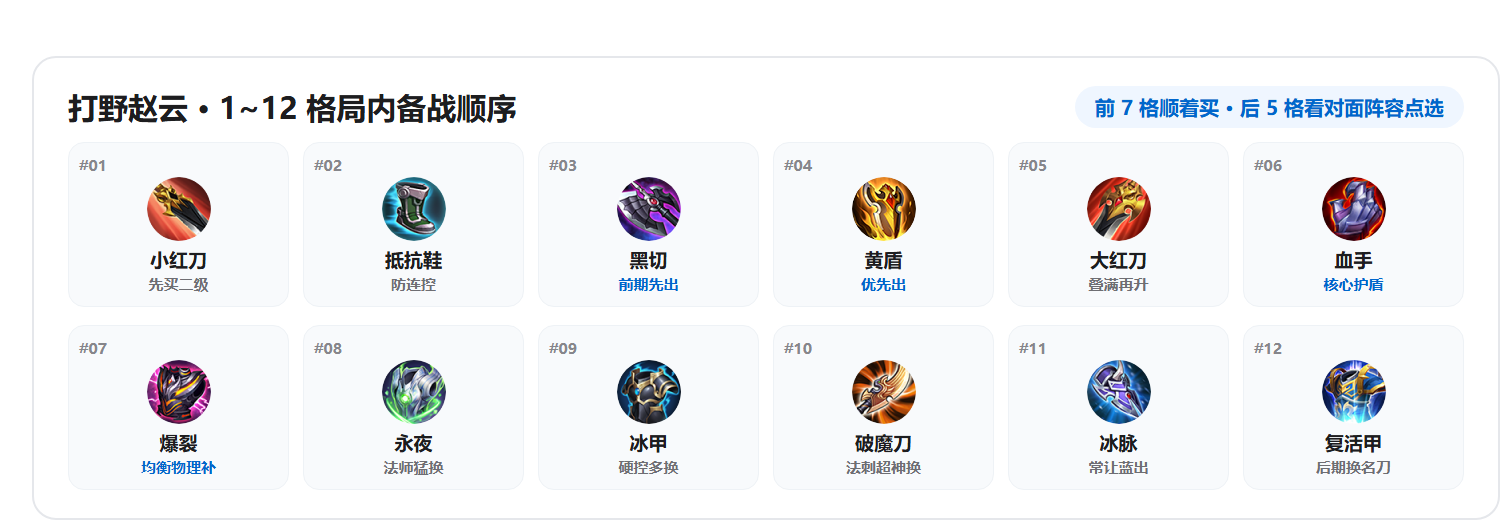 打野赵云 • 1~12 格局内备战顺序
前 7 格顺着买 • 后 5 格看对面阵容点选
#01
小红刀
先买二级
#02
抵抗鞋
防连控
#03
黑切
前期先出
#04
黄盾
优先出
#05
大红刀
叠满再升
#06
血手
核心护盾
#07
爆裂
均衡物理补
#08
永夜
法师猛换
#09
冰甲
硬控多换
#10
破魔刀
法刺超神换
#11
冰脉
常让蓝出
#12
复活甲
后期换名刀